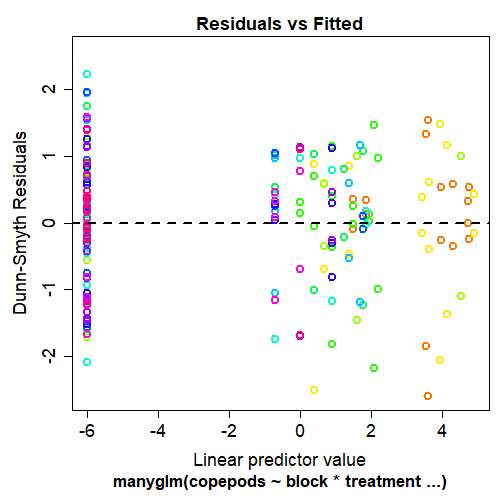 Residuals vs Fitted
Dunn-Smyth Residuals
2
1
0
-1
-2
-6
-4
-2
0
2
4
Linear predictor value
manyglm(copepods ~ block * treatment ...)